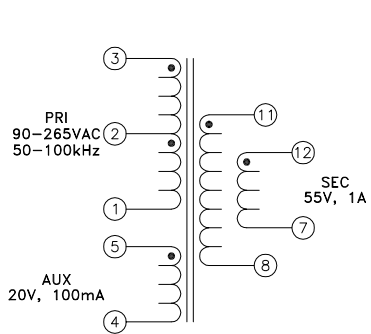 3
PRI
90-265VAC
50-100kHz
2
1
11
12
SEC
55V, 1A
7
8
5
AUX
20V, 100mA
4